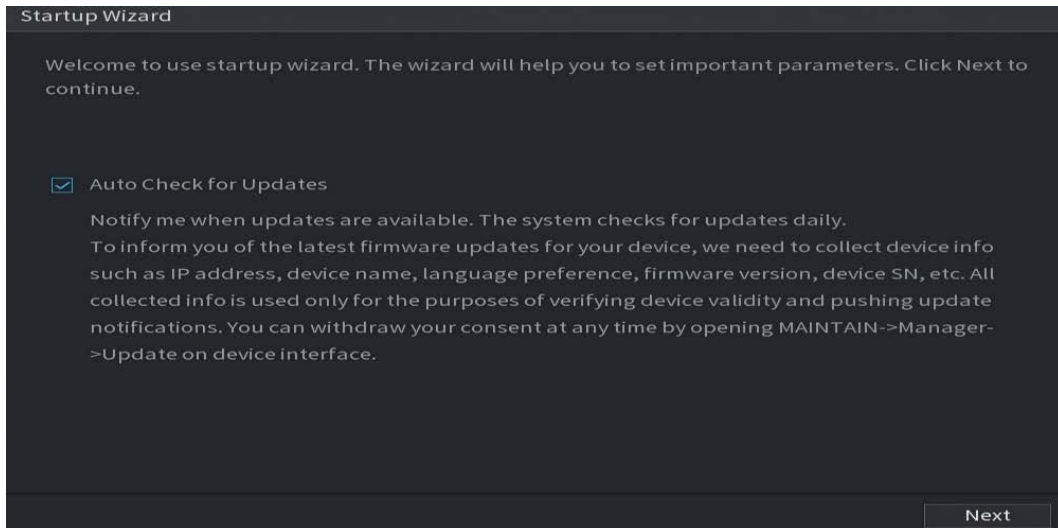 Startup Wizard
Welcome to use startup wizard. The wizard will help you to set important parameters. Click Next to
continue.
Auto Check for Updates
Notify me when updates are available. The system checks for updates daily.
To inform you of the latest firmware updates for your device, we need to collect device info
such as IP address, device name, language preference, firmware version, device SN, etc. All
collected info is used only for the purposes of verifying device validity and pushing update
notifications. You can withdraw your consent at any time by opening MAINTAIN->Manager-
>Update on device interface.
Next